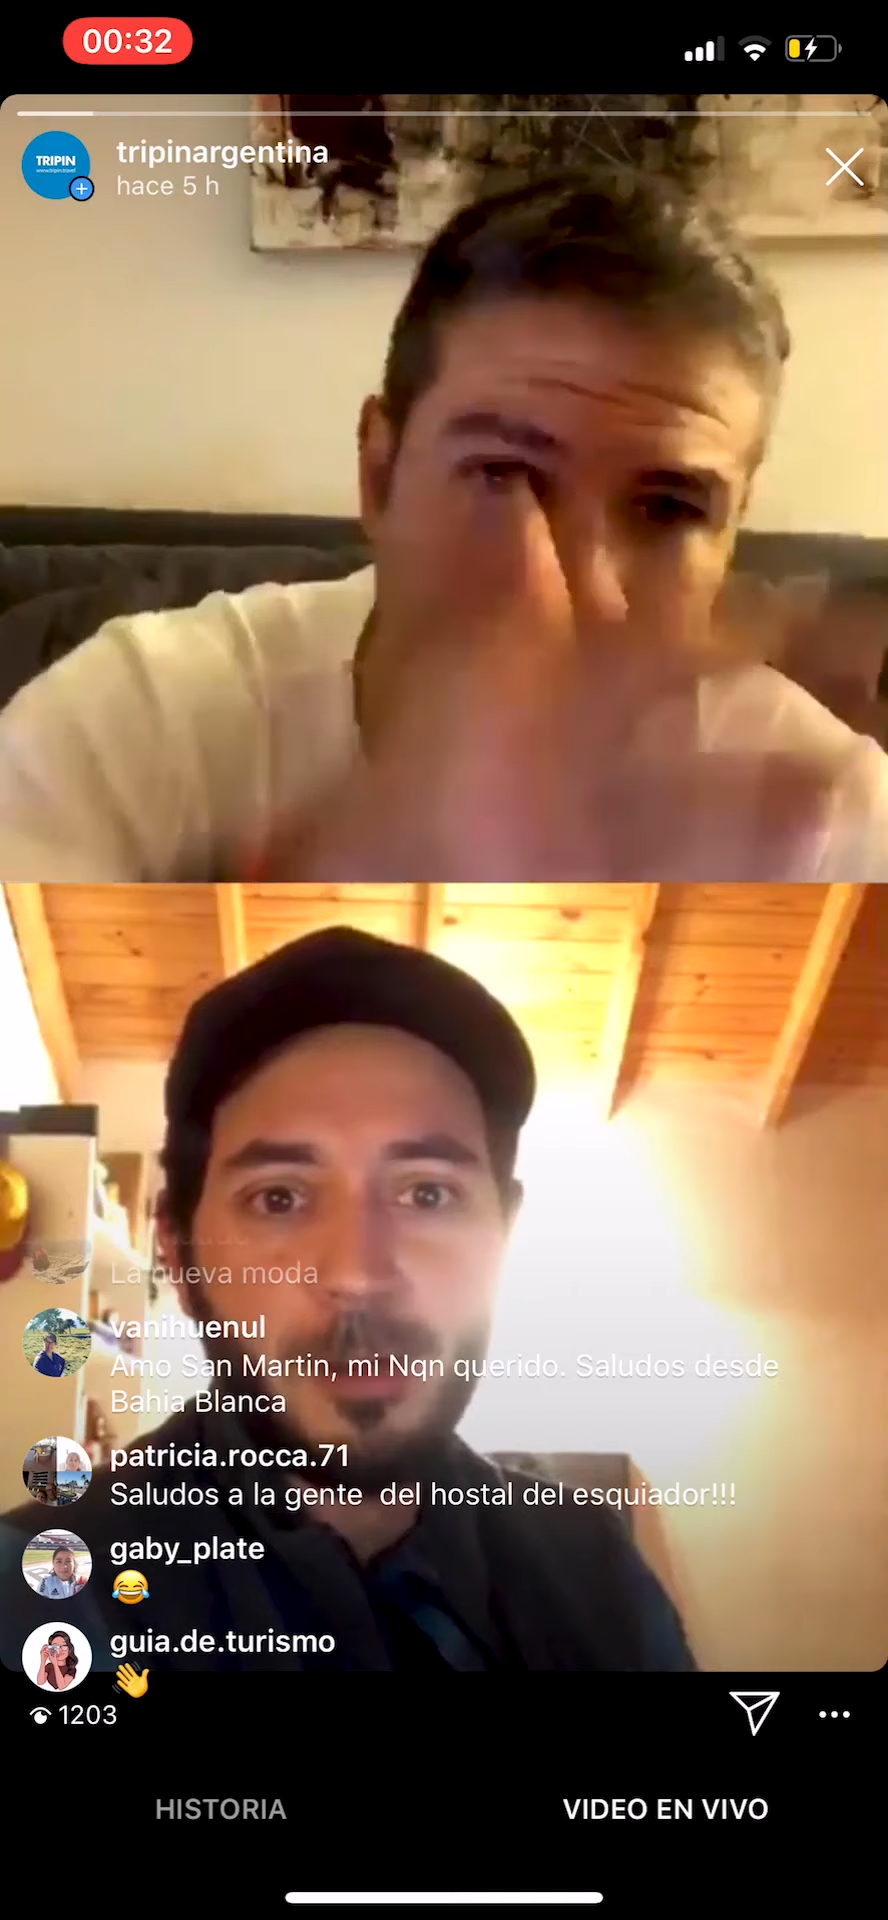 00:32
TRIPIN
tripinargentina
hace 5 h
La nueva moda
vanihuenul
Amo San Martin, mi Nqn querido. Saludos desde
Bahia Blanca
patricia.rocca.71
Saludos a la gente  del hostal del esquiador!!!
gaby_plate
😂
guia.de.turismo
👋
1203
HISTORIA
VIDEO EN VIVO